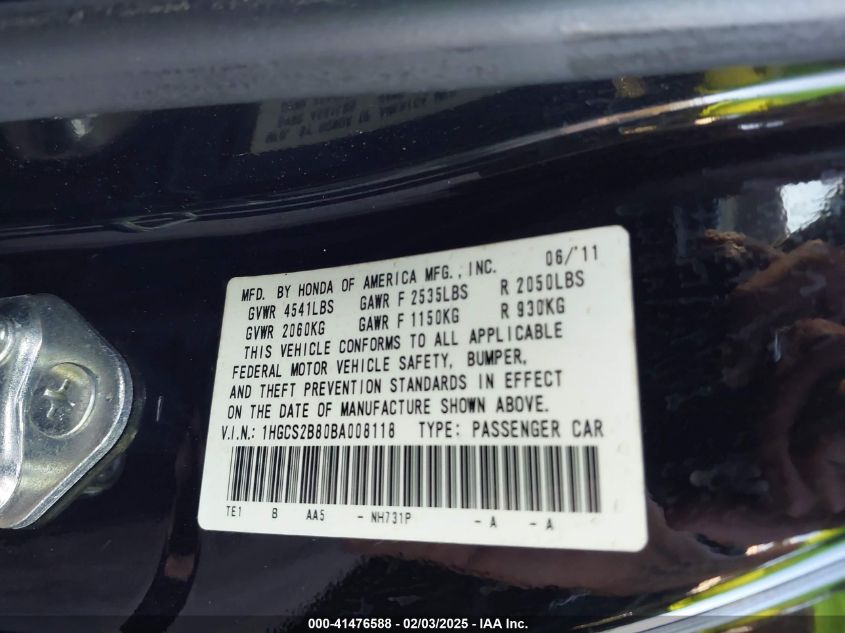 MFD. BY HONDA OF AMERICA MFG., INC. 06/'11
GVWR 4541LBS GAWR F 2535LBS R 2050LBS
GVWR 2060KG GAWR F 1150KG R 930KG
THIS VEHICLE CONFORMS TO ALL APPLICABLE
FEDERAL MOTOR VEHICLE SAFETY, BUMPER,
AND THEFT PREVENTION STANDARDS IN EFFECT
ON THE DATE OF MANUFACTURE SHOWN ABOVE.
V.I.N.: 1HGCS2B80BA008118 TYPE: PASSENGER CAR
TE1 B AA5 - NH731P - A - A
000-41476588 - 02/03/2025 - IAA Inc.